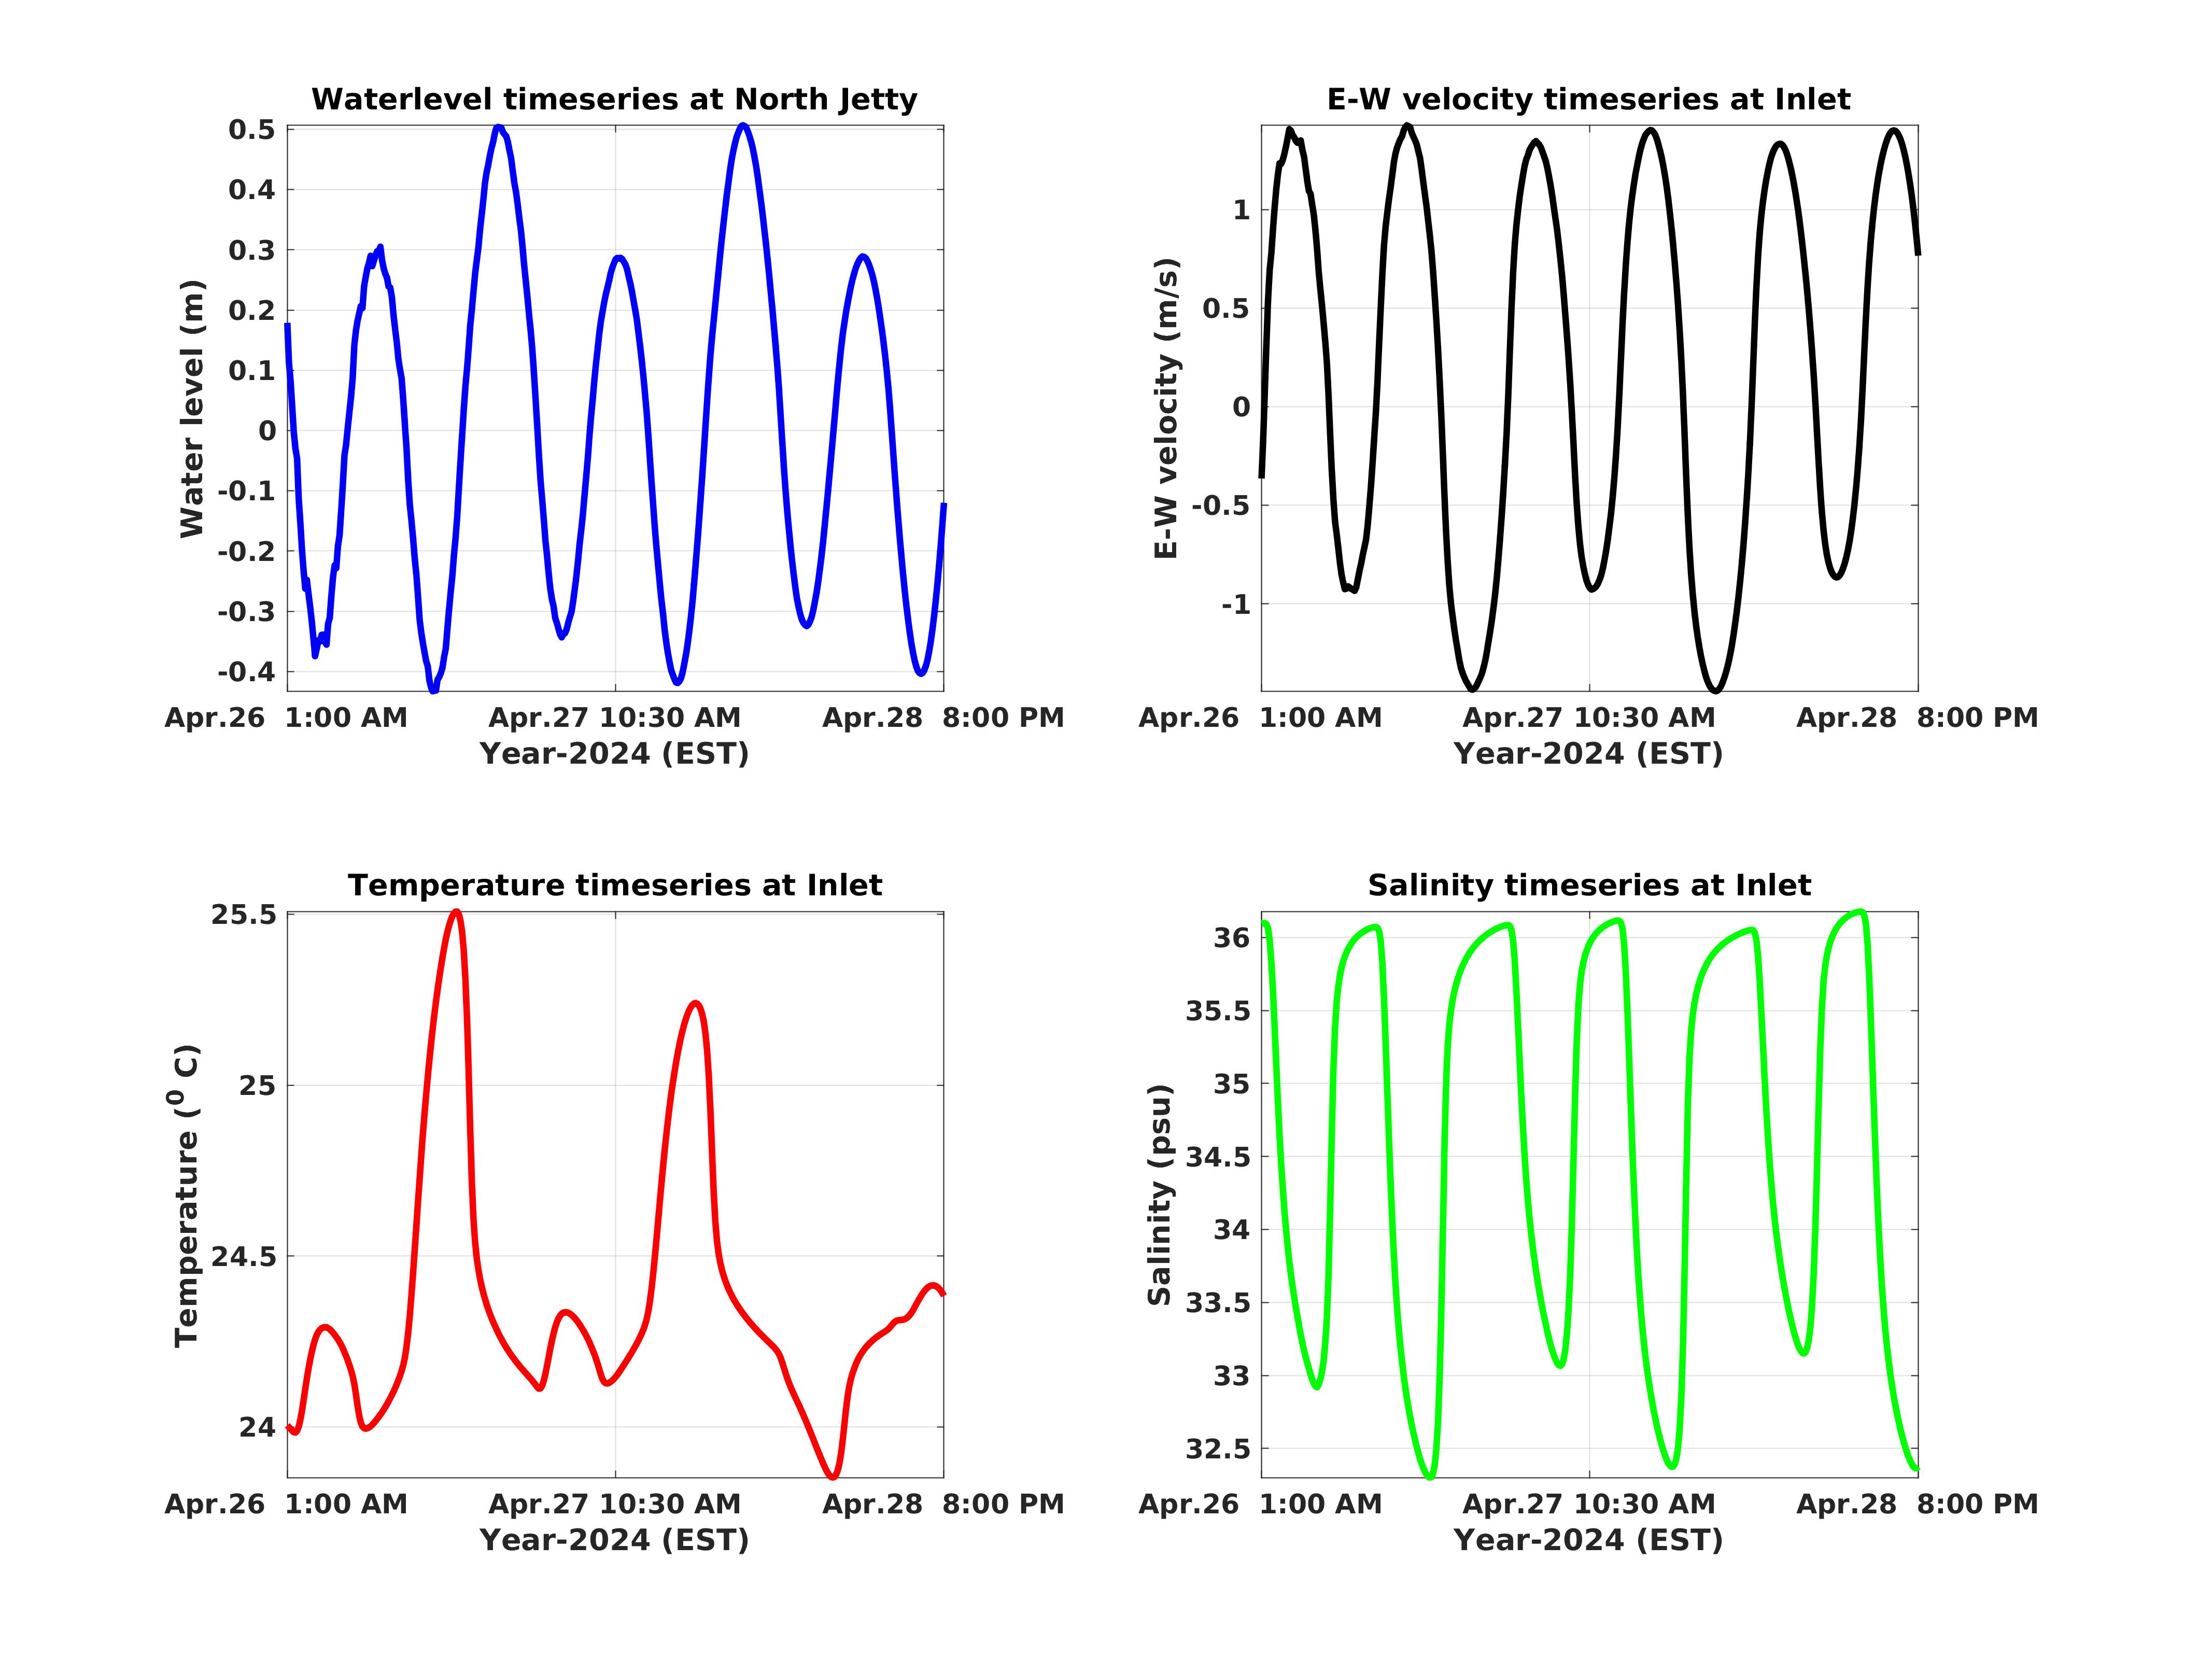 Waterlevel timeseries at North Jetty
0.5
0.4
0.3
0.2
0.1
0
-0.1
-0.2
-0.3
-0.4
Water level (m)
Apr.26 1:00 AM Apr.27 10:30 AM Apr.28 8:00 PM
Year-2024 (EST)
E-W velocity timeseries at Inlet
1
0.5
0
-0.5
-1
E-W velocity (m/s)
Apr.26 1:00 AM Apr.27 10:30 AM Apr.28 8:00 PM
Year-2024 (EST)
Temperature timeseries at Inlet
25.5
25
24.5
24
Temperature (⁰ C)
Apr.26 1:00 AM Apr.27 10:30 AM Apr.28 8:00 PM
Year-2024 (EST)
Salinity timeseries at Inlet
36
35.5
35
34.5
34
33.5
33
32.5
Salinity (psu)
Apr.26 1:00 AM Apr.27 10:30 AM Apr.28 8:00 PM
Year-2024 (EST)